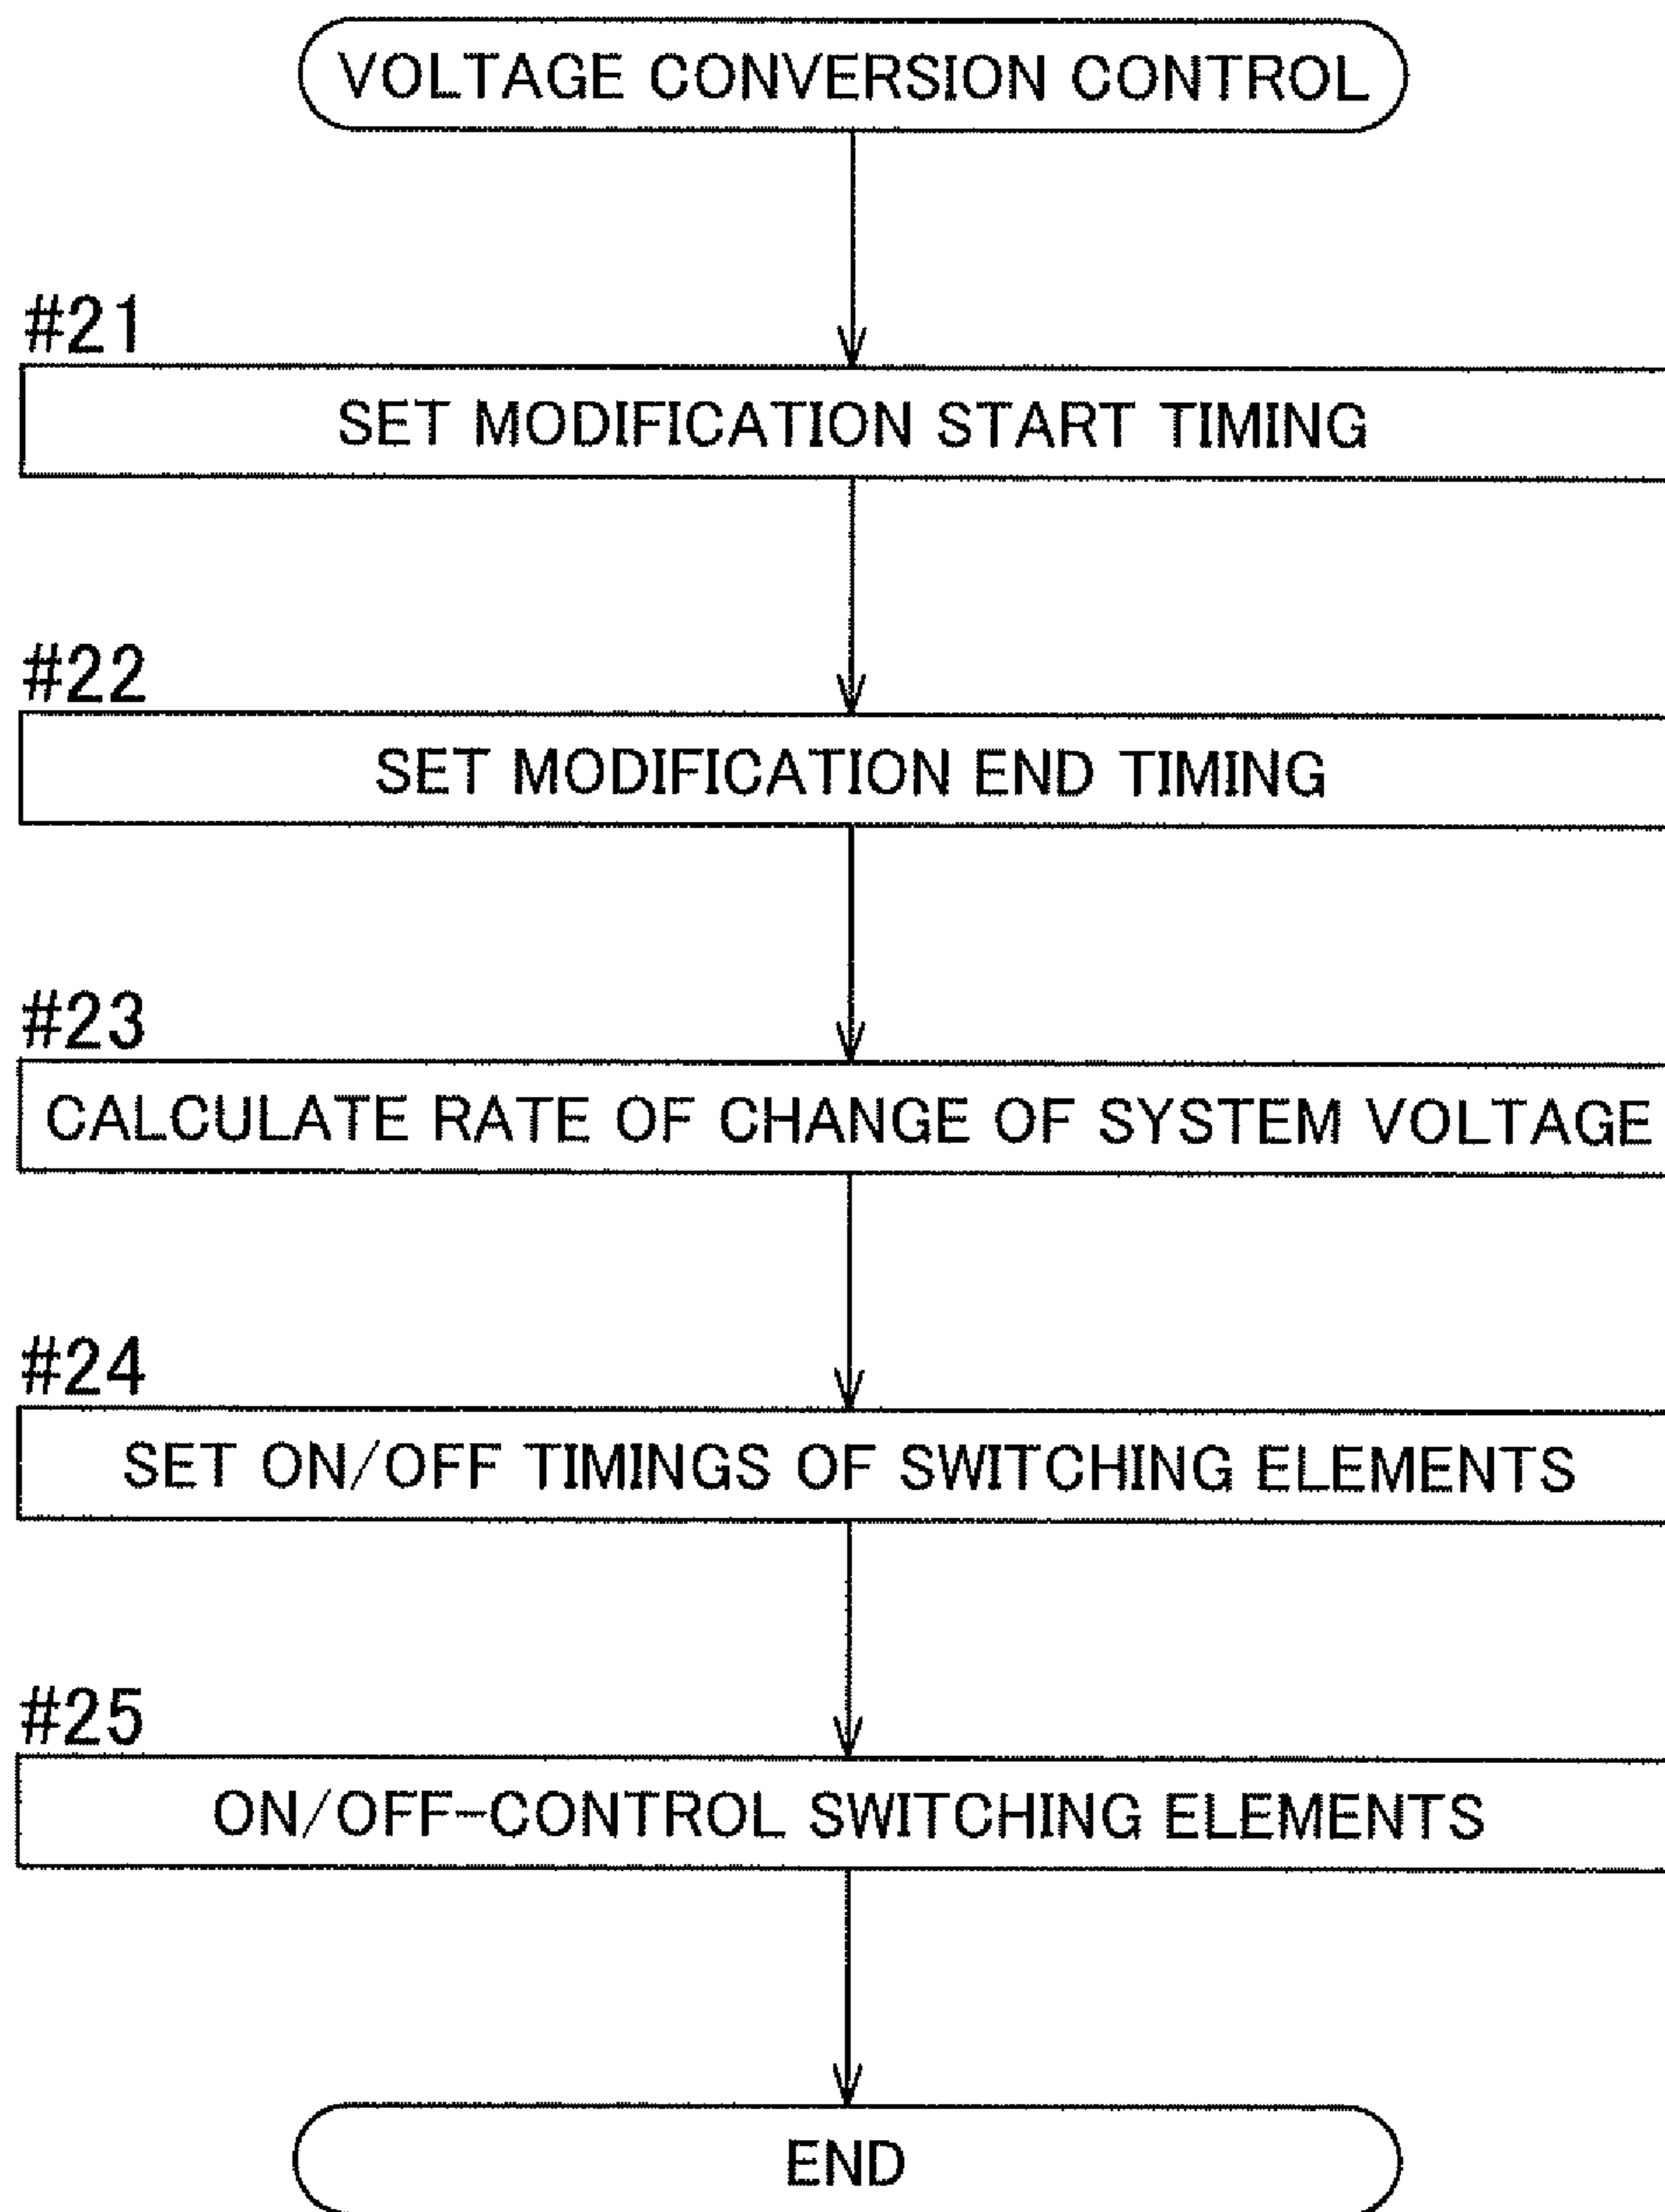 VOLTAGE CONVERSION CONTROL
#21
SET MODIFICATION START TIMING
#22
SET MODIFICATION END TIMING
#23
CALCULATE RATE OF CHANGE OF SYSTEM VOLTAGE
#24
SET ON/OFF TIMINGS OF SWITCHING ELEMENTS
#25
ON/OFF-CONTROL SWITCHING ELEMENTS
END